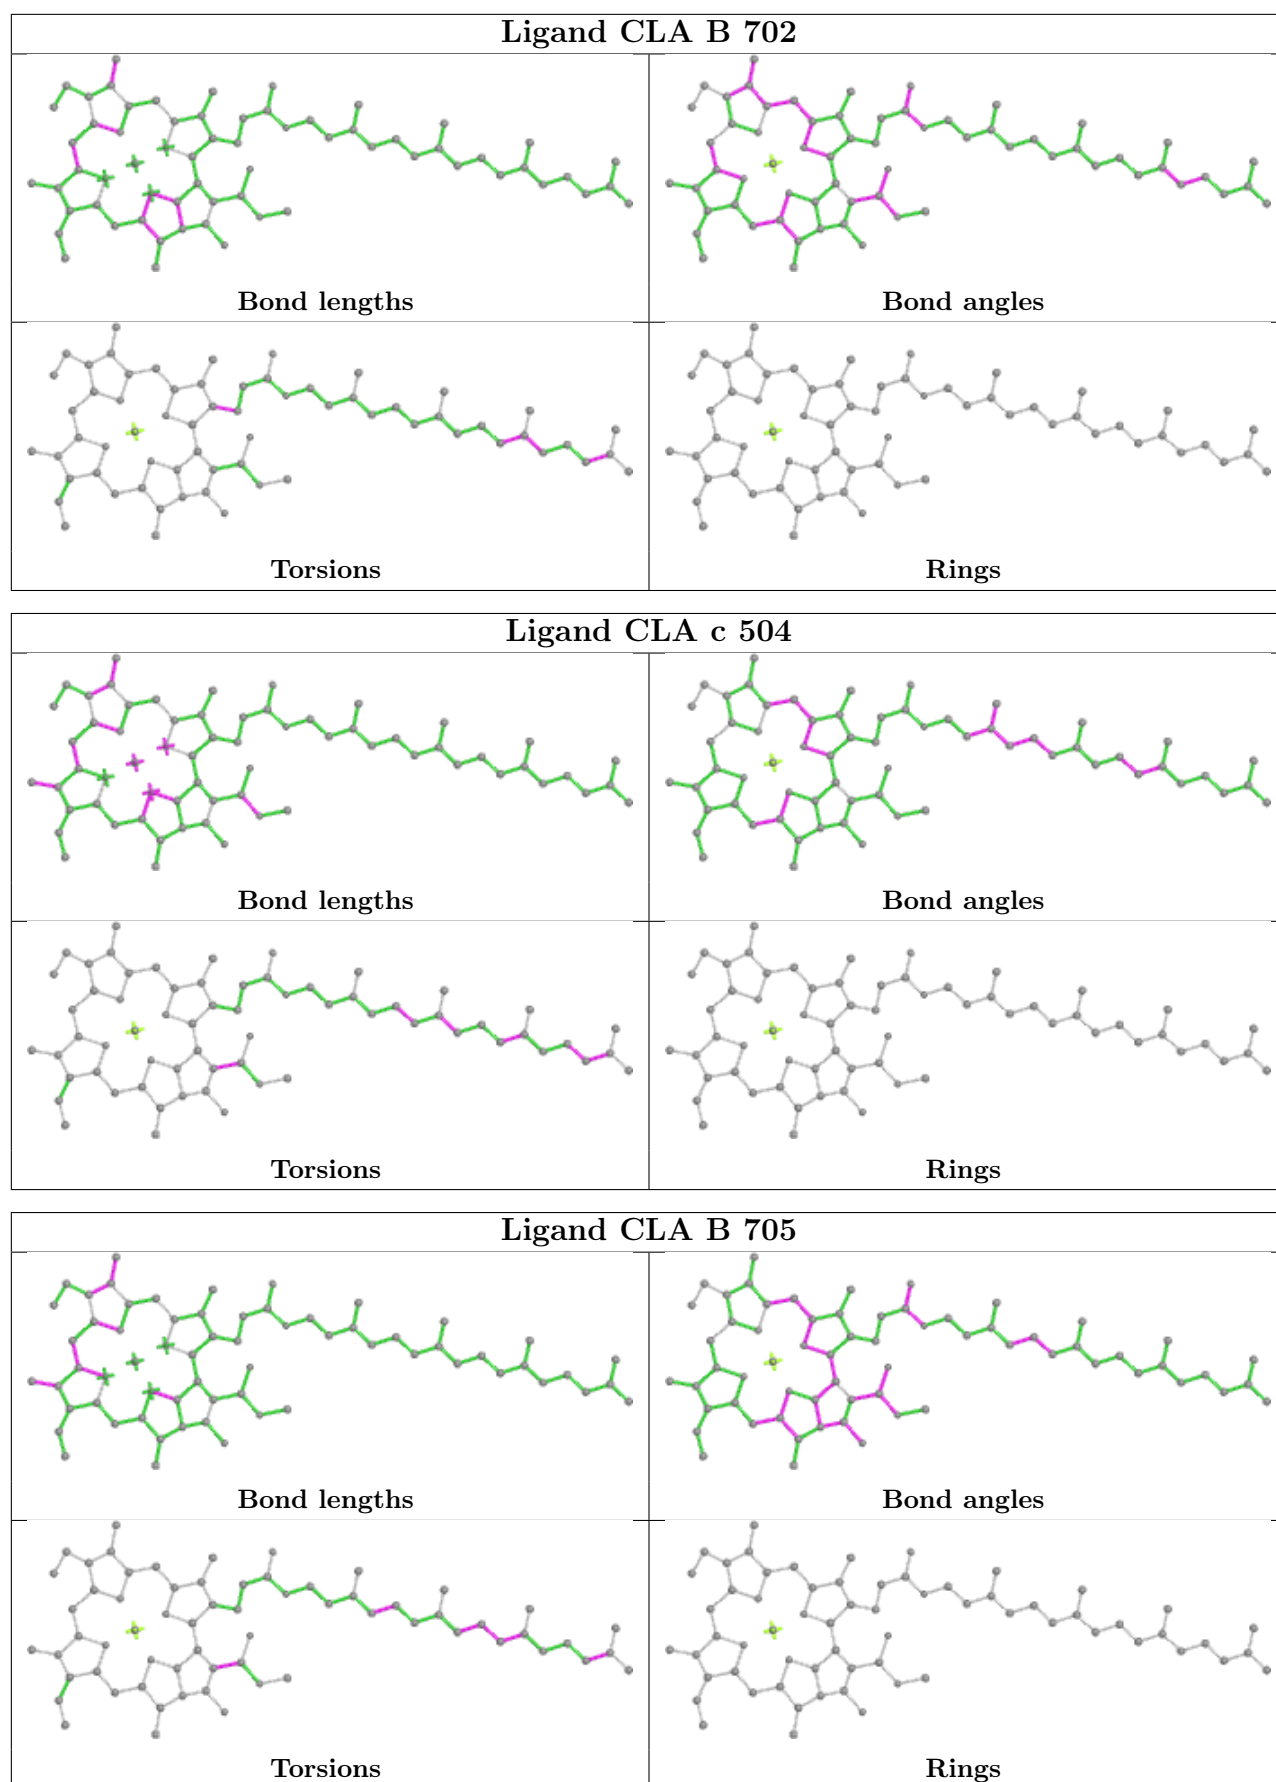 Ligand CLA B 702
Bond lengths
Bond angles
Torsions
Rings
Ligand CLA c 504
Bond lengths
Bond angles
Torsions
Rings
Ligand CLA B 705
Bond lengths
Bond angles
Torsions
Rings